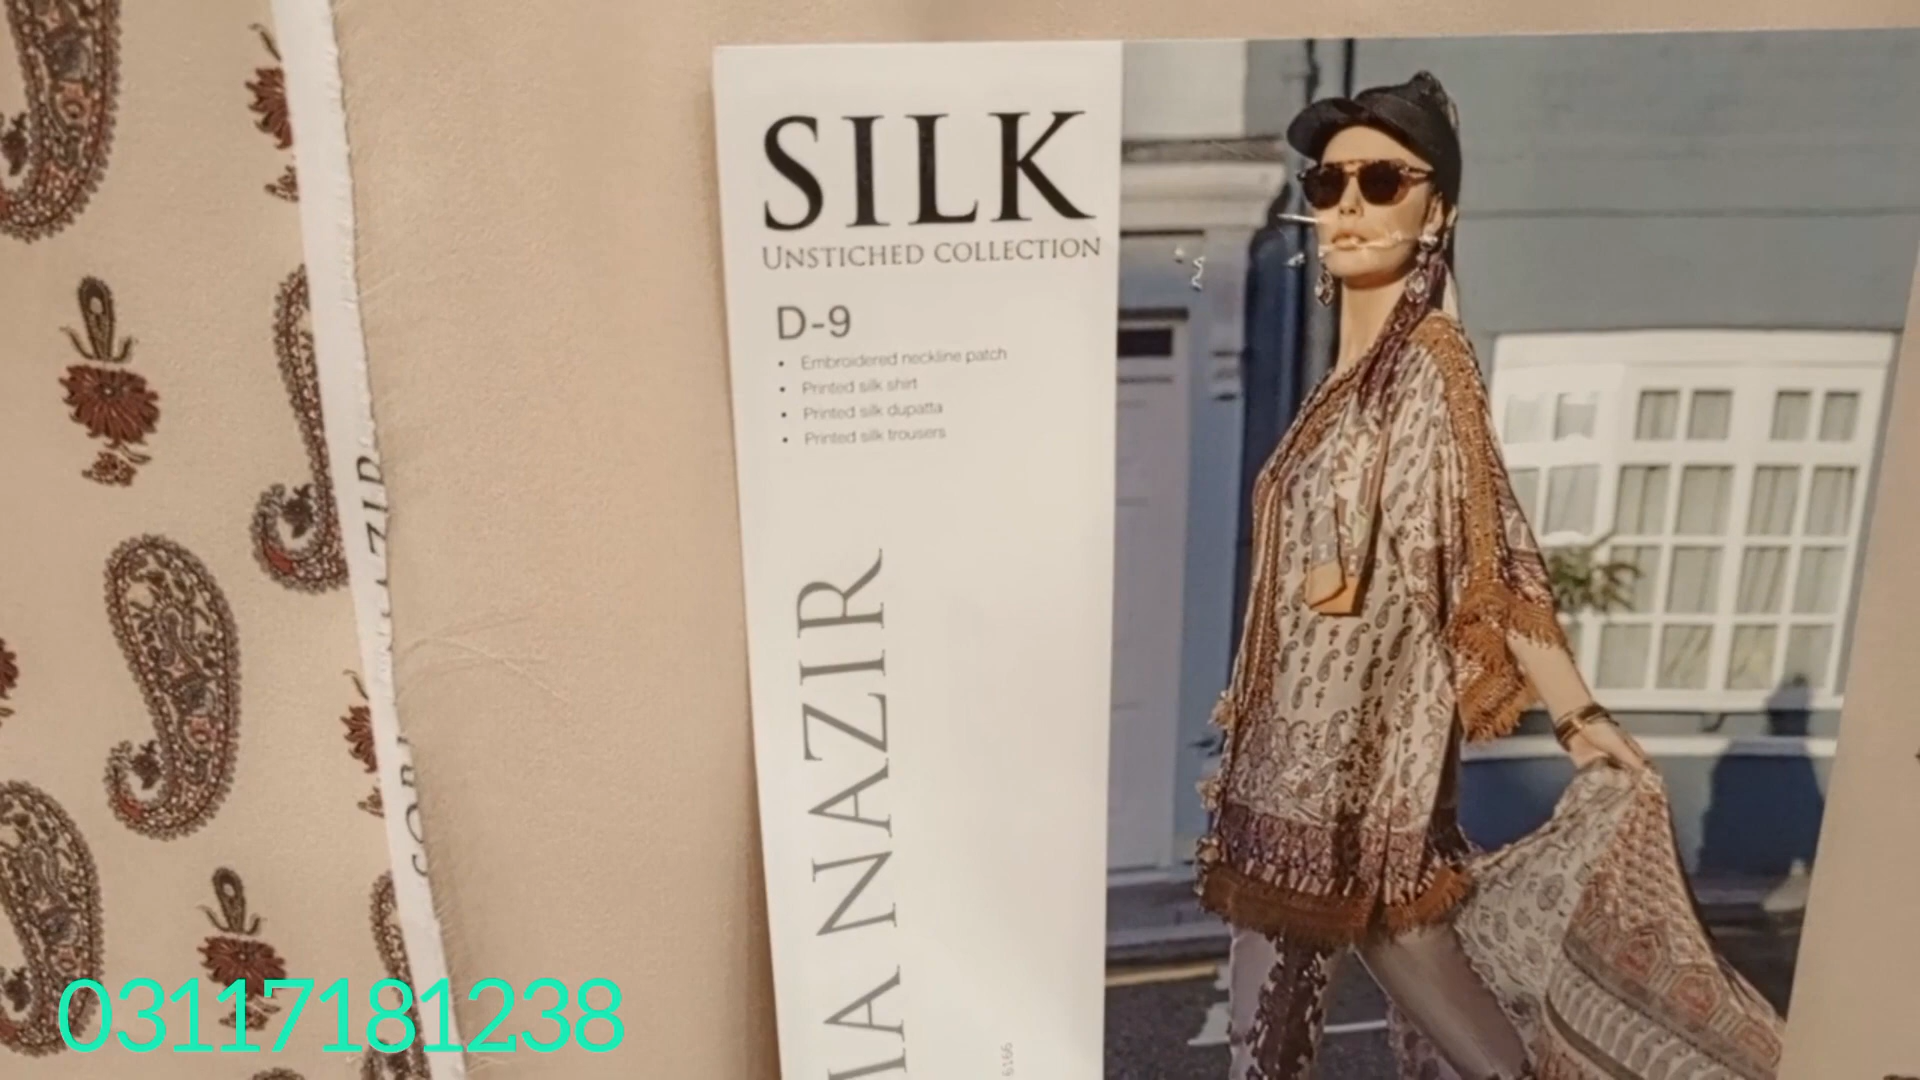 SILK
UNSTICHED COLLECTION
D-9
• Embroidered neckline patch
• Printed silk shirt
• Printed silk dupatta
• Printed silk trousers
IA NAZIR
6166
03117181238